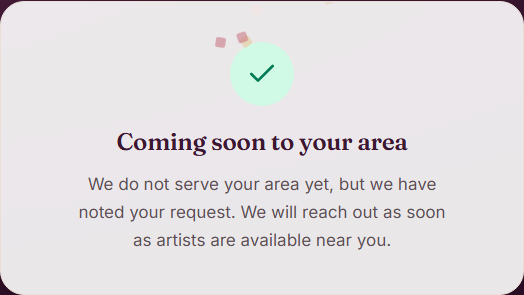 Coming soon to your area
We do not serve your area yet, but we have
noted your request. We will reach out as soon
as artists are available near you.